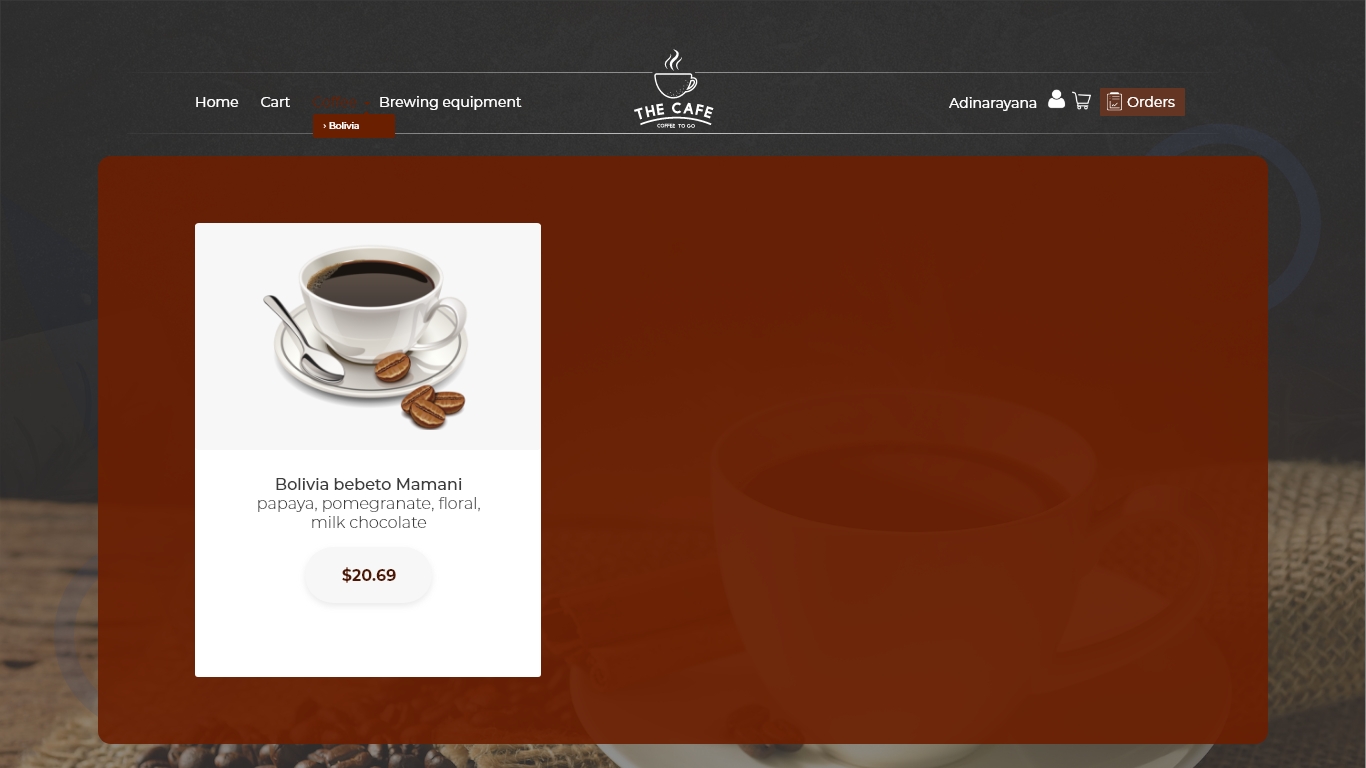 Home
Cart
Brewing equipment
THE CAFE
COFFEE TO GO
Adinarayana
Orders
› Bolivia
Bolivia bebeto Mamani
papaya, pomegranate, floral,
milk chocolate
$20.69